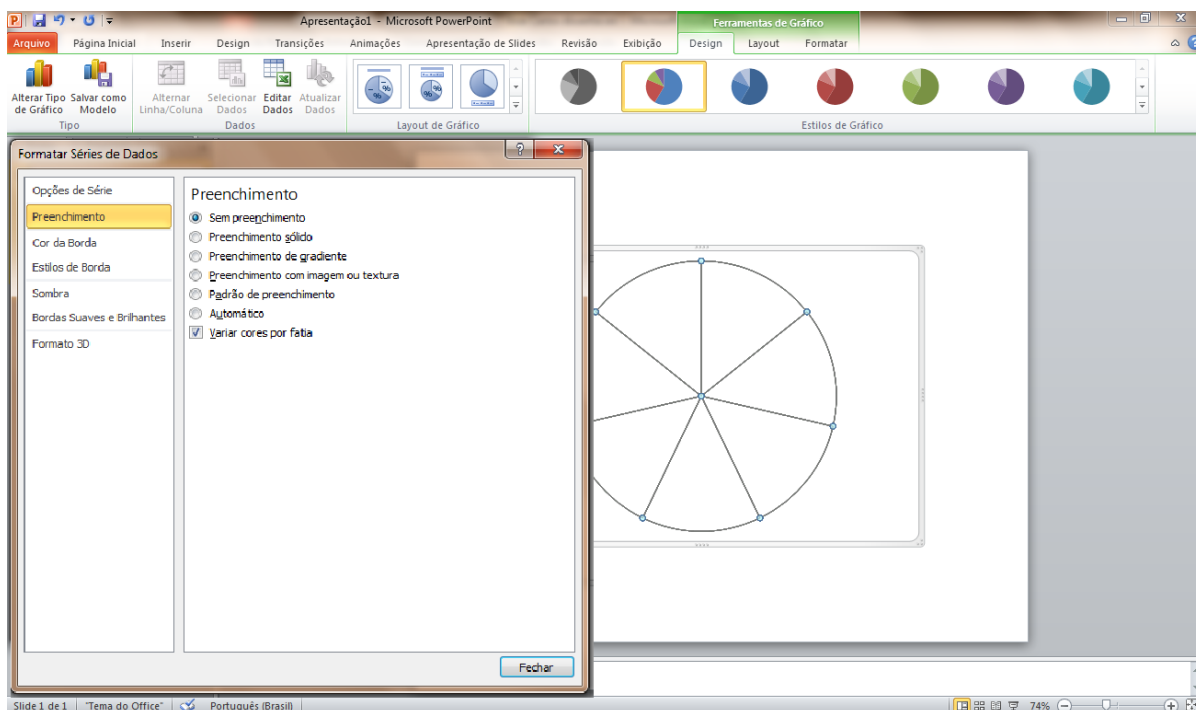 Apresentação1 - Microsoft PowerPoint
Ferramentas de Gráfico
Arquivo Página Inicial Inserir Design Transições Animações Apresentação de Slides Revisão Exibição Design Layout Formatar
Alterar Tipo de Gráfico
Salvar como Modelo
Alternar Linha/Coluna
Selecionar Dados
Editar Dados
Atualizar Dados
Tipo Dados Layout de Gráfico Estilos de Gráfico
Formatar Séries de Dados
Opções de Série
Preenchimento
Cor da Borda
Estilos de Borda
Sombra
Bordas Suaves e Brilhantes
Formato 3D
Preenchimento
Sem preenchimento
Preenchimento sólido
Preenchimento de gradiente
Preenchimento com imagem ou textura
Padrão de preenchimento
Automático
Variar cores por fatia
Fechar
Slide 1 de 1 "Tema do Office" Português (Brasil) 74%